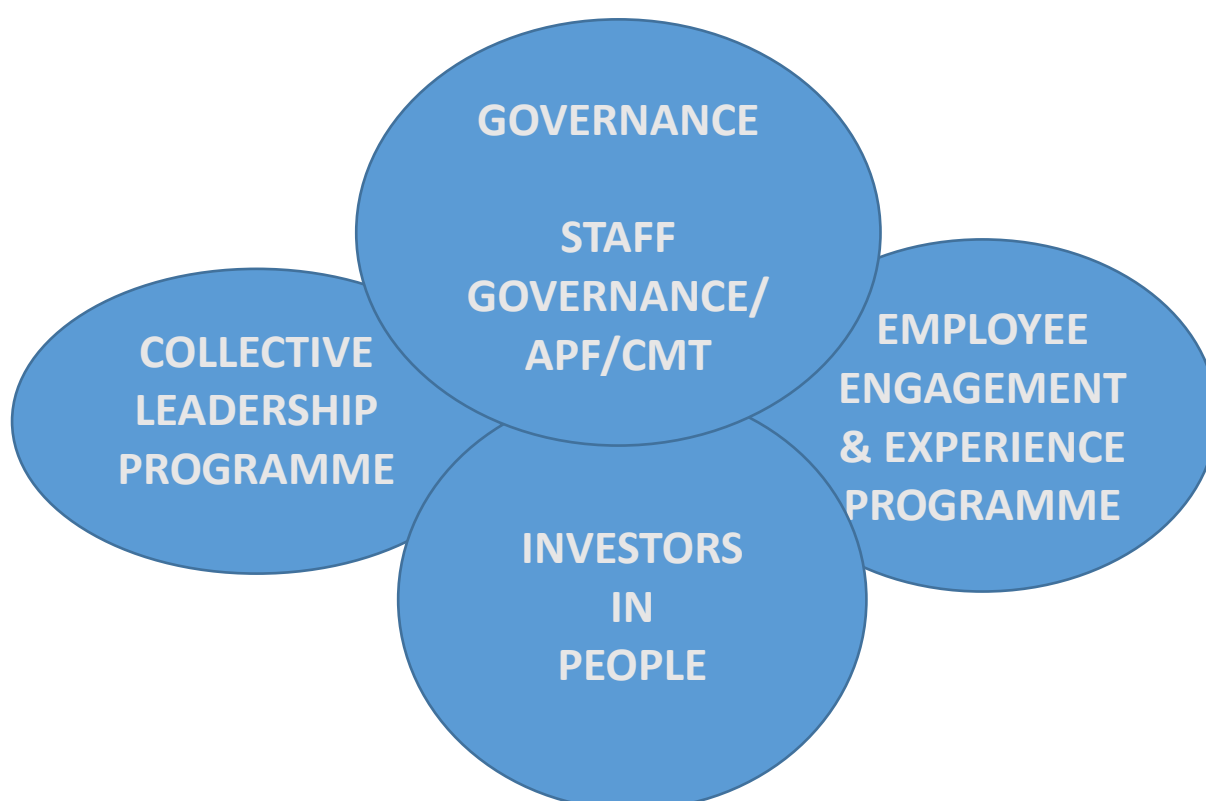 GOVERNANCE
STAFF
GOVERNANCE/
APF/CMT
COLLECTIVE
LEADERSHIP
PROGRAMME
EMPLOYEE
ENGAGEMENT
& EXPERIENCE
PROGRAMME
INVESTORS
IN
PEOPLE